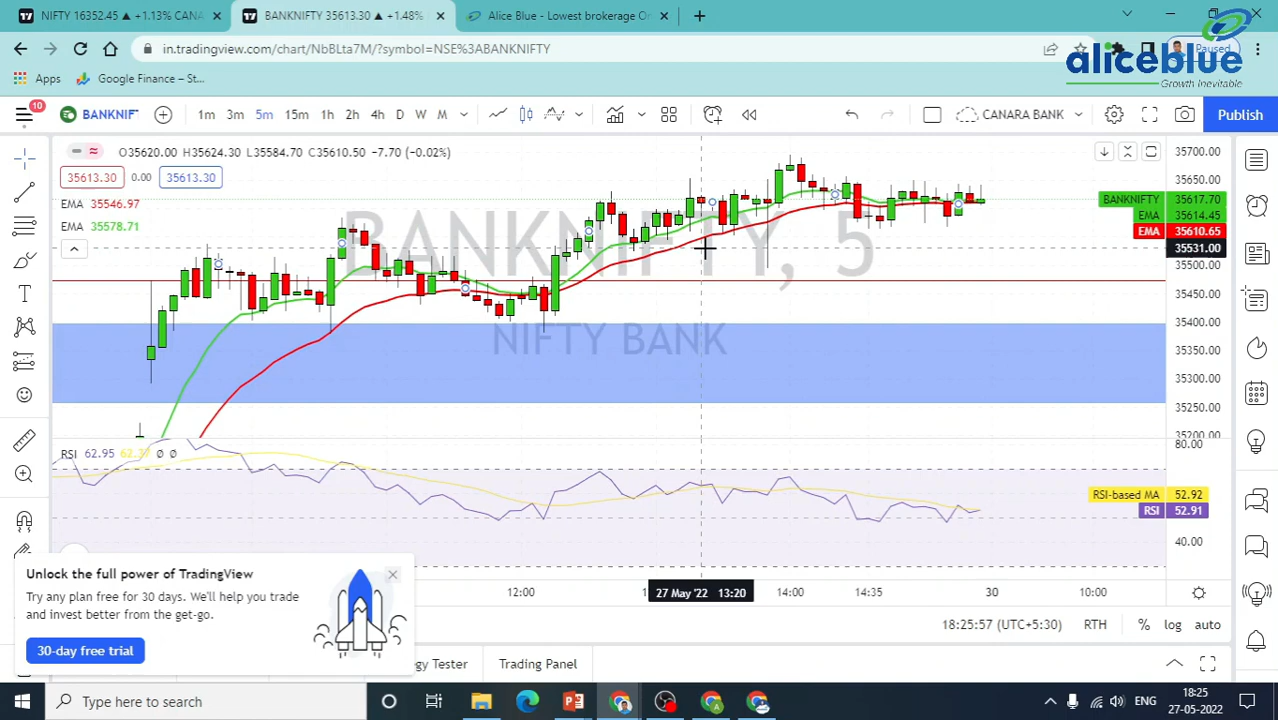 NIFTY 16352.45 ▲ +1.13% CANA
BANKNIFTY 35613.30 ▲ +1.48%
Alice Blue - Lowest brokerage On
in.tradingview.com/chart/NbBLta7M/?symbol=NSE%3ABANKNIFTY
Paused
aliceblue
Growth Inevitable
Apps
Google Finance – St...
10
BANKNIF
1m 3m 5m 15m 1h 2h 4h D W M
CANARA BANK
Publish
O35620.00 H35624.30 L35584.70 C35610.50 -7.70 (-0.02%)
35613.30 0.00 35613.30
EMA 35546.97
EMA 35578.71
BANKNIFTY, 5
NIFTY BANK
35700.00
35650.00
BANKNIFTY 35617.70
EMA 35614.45
EMA 35610.65
35531.00
35500.00
35450.00
35400.00
35350.00
35300.00
35250.00
35200.00
RSI 62.95 62.37 Ø Ø
80.00
RSI-based MA 52.92
RSI 52.91
40.00
12:00 27 May '22 13:20 14:00 14:35 30 10:00
Unlock the full power of TradingView
Try any plan free for 30 days. We'll help you trade
and invest better from the get-go.
30-day free trial
18:25:57 (UTC+5:30) RTH % log auto
gy Tester
Trading Panel
Type here to search
ENG
18:25
27-05-2022